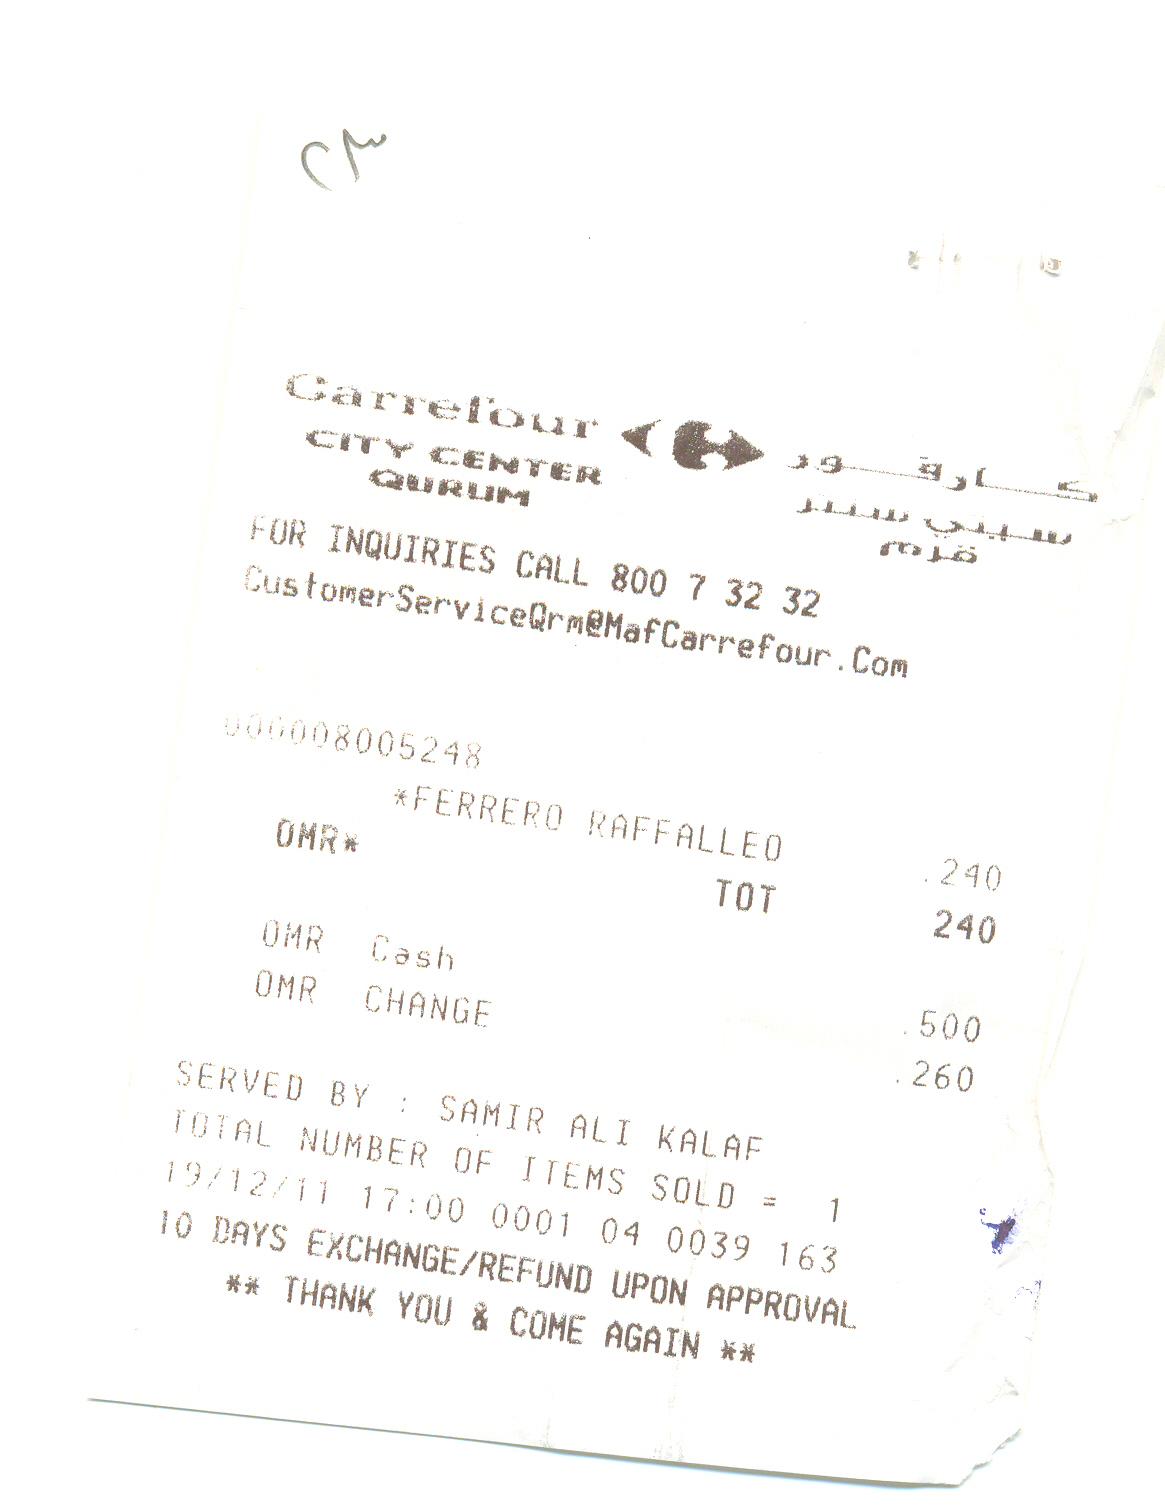 Carrefour كارفور
CITY CENTER سيتي سنتر
QURUM قرم
FOR INQUIRIES CALL 800 7 32 32
CustomerServiceQrm@MafCarrefour.Com
000008005248
*FERRERO RAFFALLEO .240
OMR* TOT 240
OMR Cash .500
OMR CHANGE .260
SERVED BY : SAMIR ALI KALAF
TOTAL NUMBER OF ITEMS SOLD = 1
19/12/11 17:00 0001 04 0039 163
10 DAYS EXCHANGE/REFUND UPON APPROVAL
** THANK YOU & COME AGAIN **